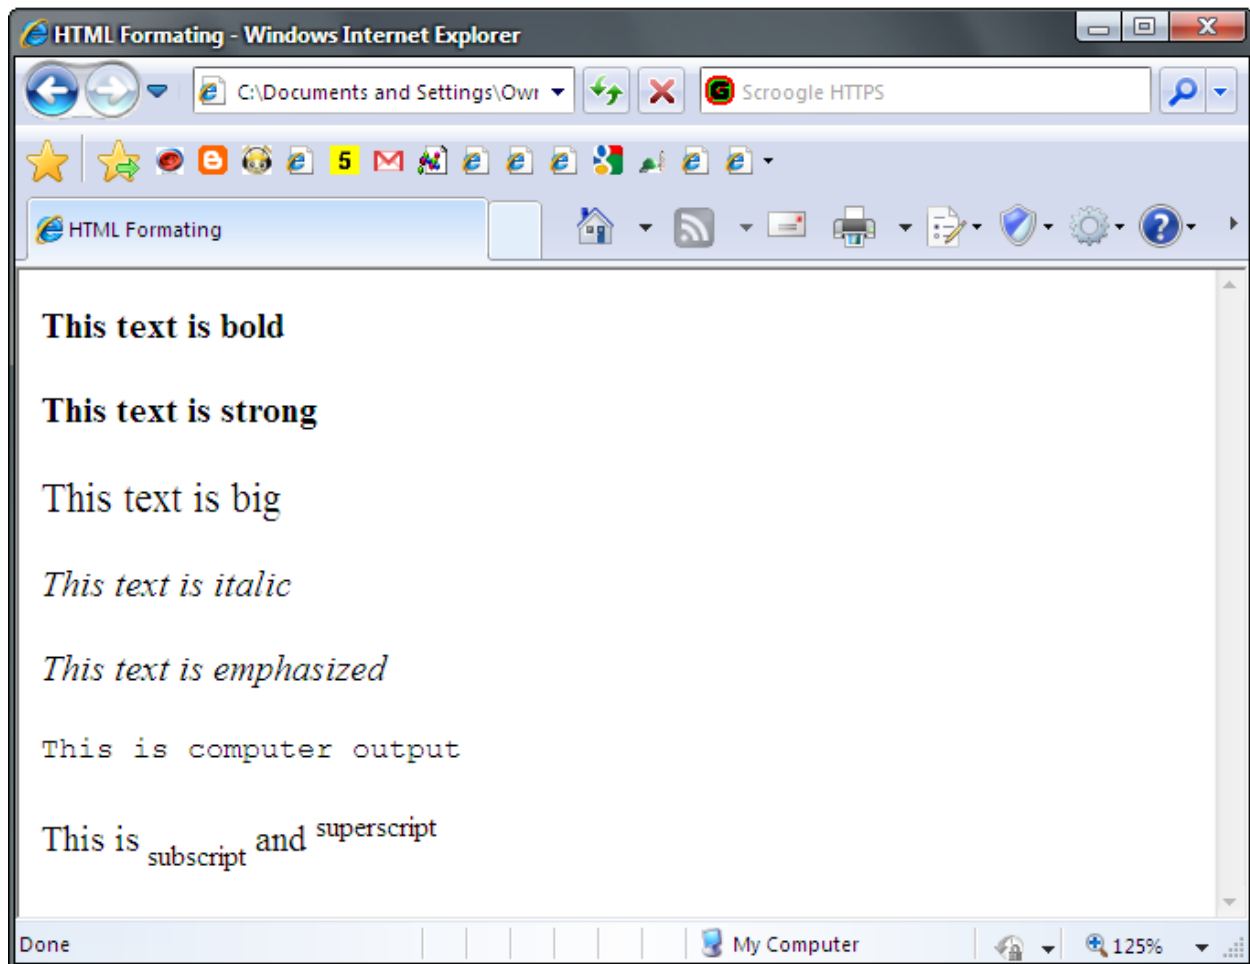 HTML Formating - Windows Internet Explorer
C:\Documents and Settings\Owr
Scroogle HTTPS
5
HTML Formating
This text is bold
This text is strong
This text is big
This text is italic
This text is emphasized
This is computer output
This is subscript and superscript
Done
My Computer
125%